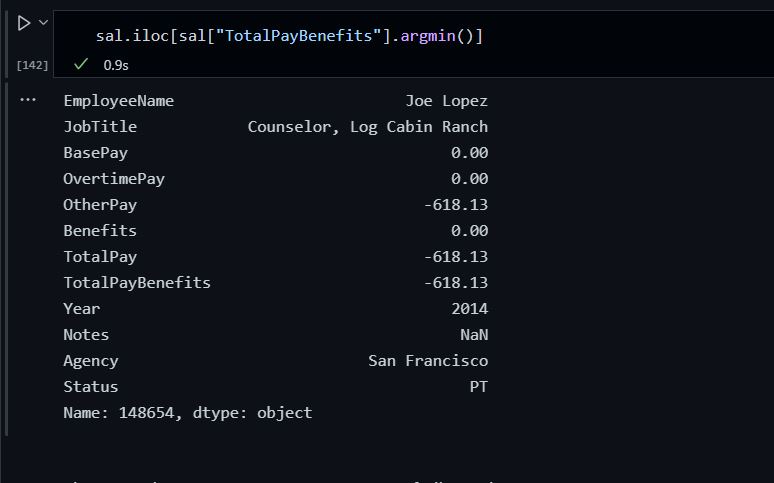 sal.iloc[sal["TotalPayBenefits"].argmin()]
[142] 0.9s
EmployeeName Joe Lopez
JobTitle Counselor, Log Cabin Ranch
BasePay 0.00
OvertimePay 0.00
OtherPay -618.13
Benefits 0.00
TotalPay -618.13
TotalPayBenefits -618.13
Year 2014
Notes NaN
Agency San Francisco
Status PT
Name: 148654, dtype: object